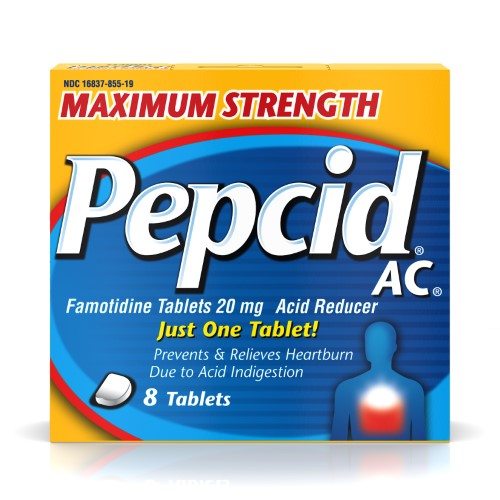 NDC 16837-855-19
MAXIMUM STRENGTH
Pepcid®
AC®
Famotidine Tablets 20 mg Acid Reducer
Just One Tablet!
Prevents & Relieves Heartburn
Due to Acid Indigestion
8 Tablets